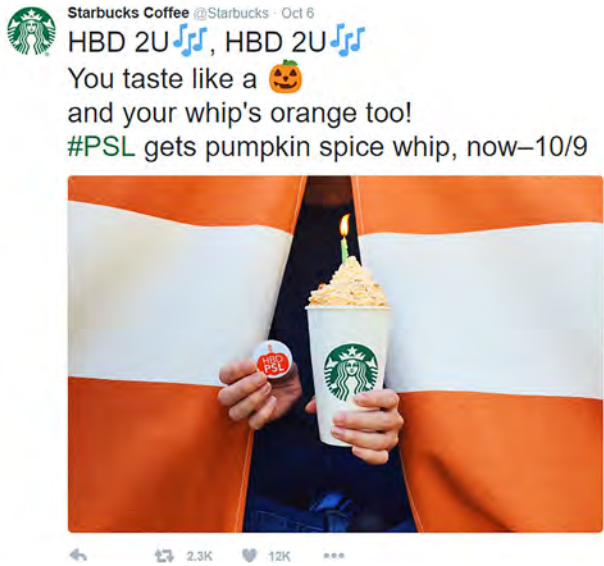 Starbucks Coffee @Starbucks · Oct 6
HBD 2U🎶, HBD 2U🎶
You taste like a 🎃
and your whip's orange too!
#PSL gets pumpkin spice whip, now–10/9
HBD
PSL
2.3K 12K